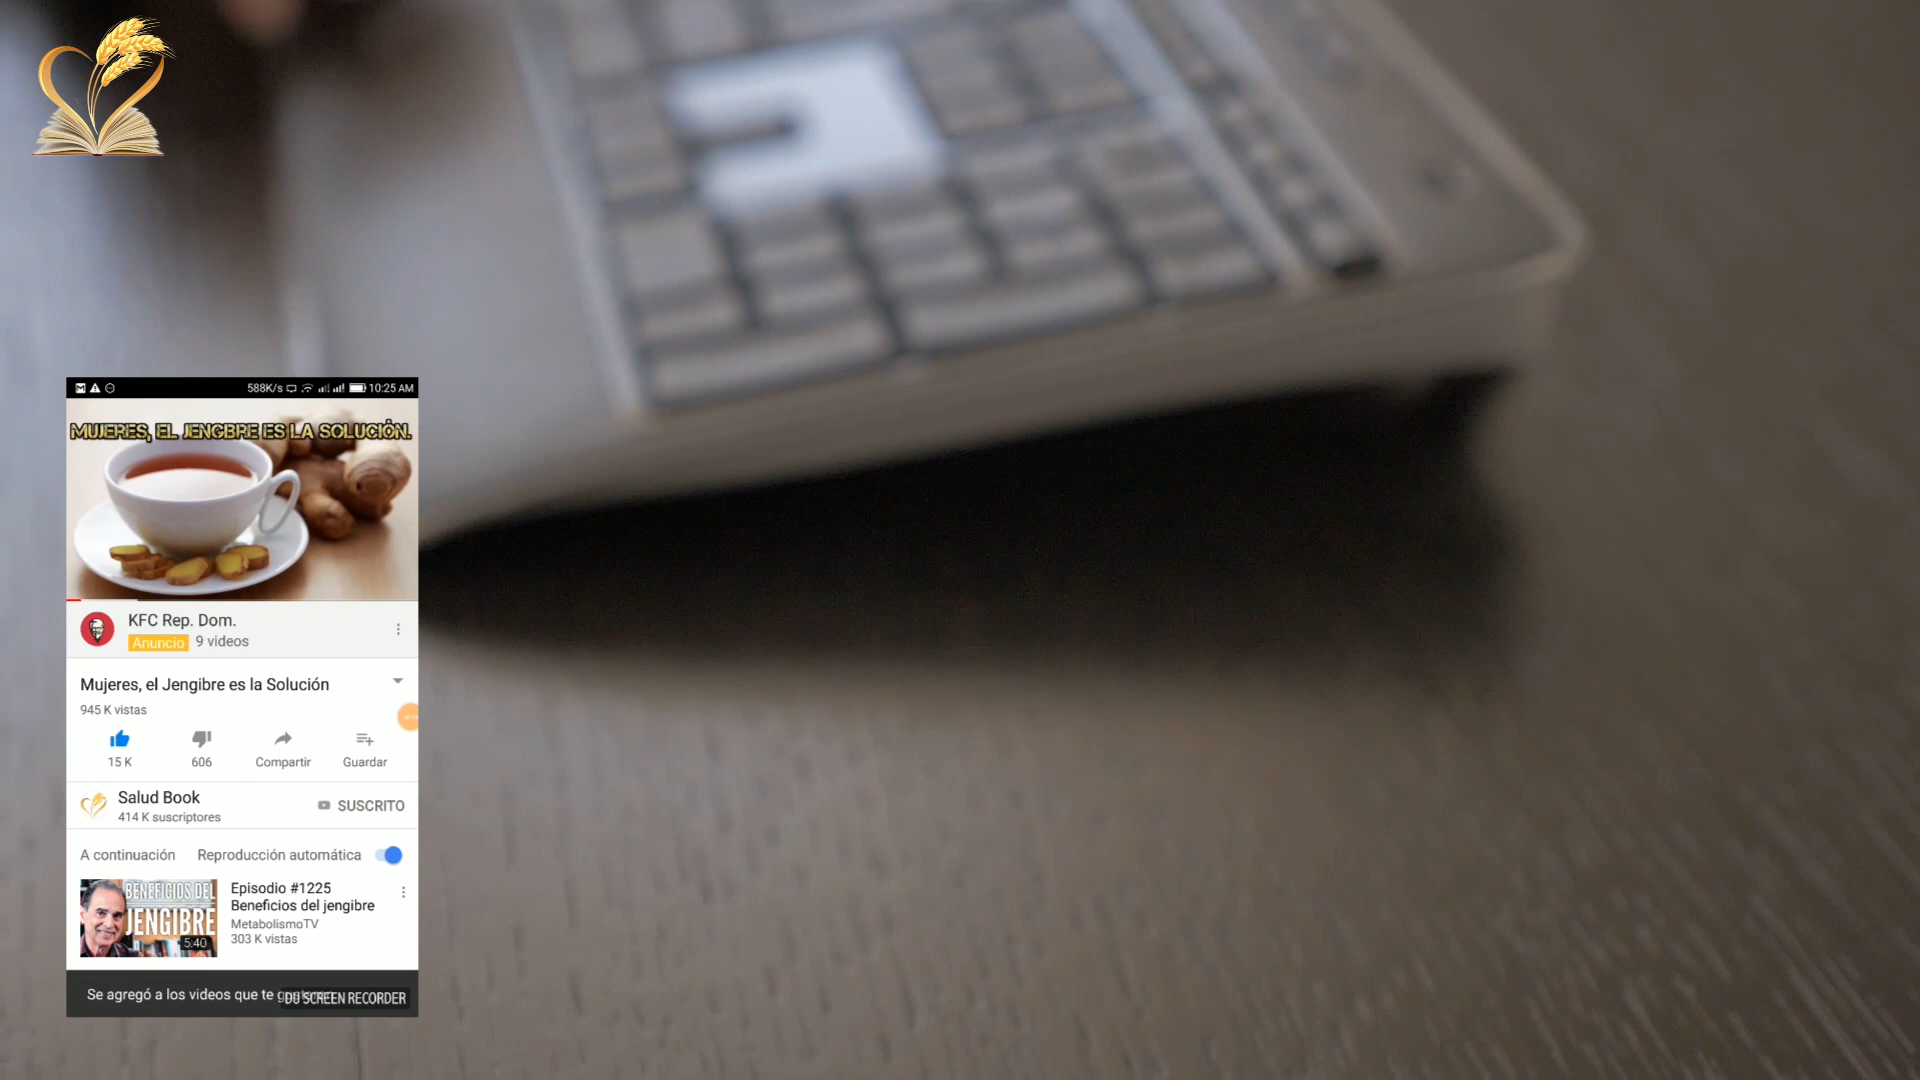 588K/s 10:25 AM
MUJERES, EL JENGBRE ES LA SOLUCIÓN.
KFC Rep. Dom.
Anuncio 9 videos
Mujeres, el Jengibre es la Solución
945 K vistas
15 K 606 Compartir Guardar
Salud Book
414 K suscriptores
SUSCRITO
A continuación Reproducción automática
BENEFICIOS DEL
JENGIBRE
5:40
Episodio #1225
Beneficios del jengibre
MetabolismoTV
303 K vistas
Se agregó a los videos que te
DU SCREEN RECORDER